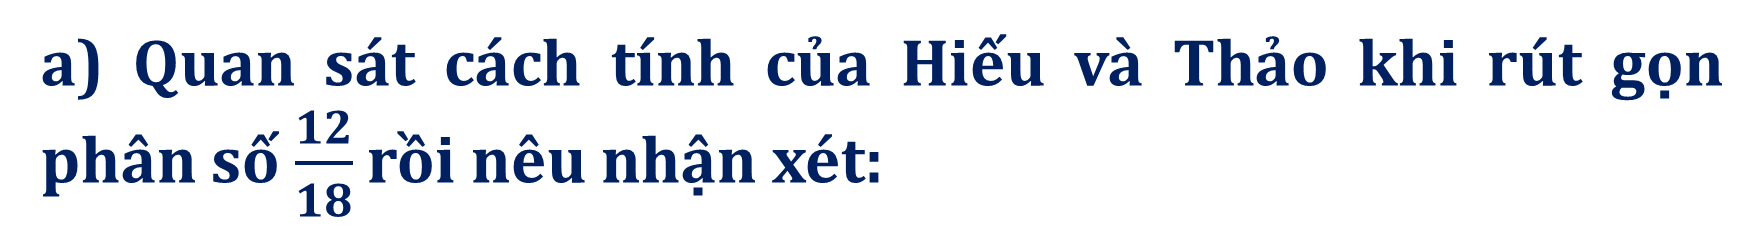 a) Quan sát cách tính của Hiếu và Thảo khi rút gọn
phân số 12/18 rồi nêu nhận xét: